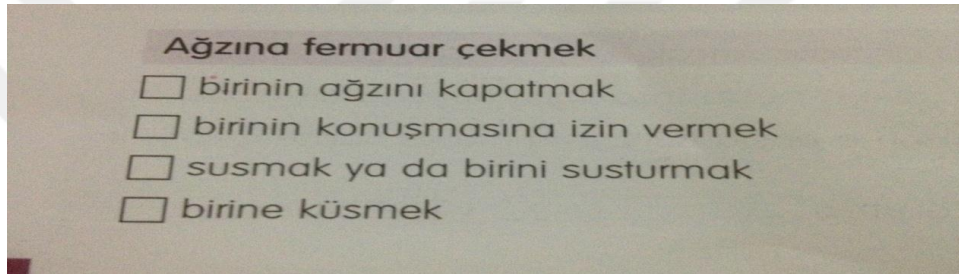 Ağzına fermuar çekmek
birinin ağzını kapatmak
birinin konuşmasına izin vermek
susmak ya da birini susturmak
birine küsmek